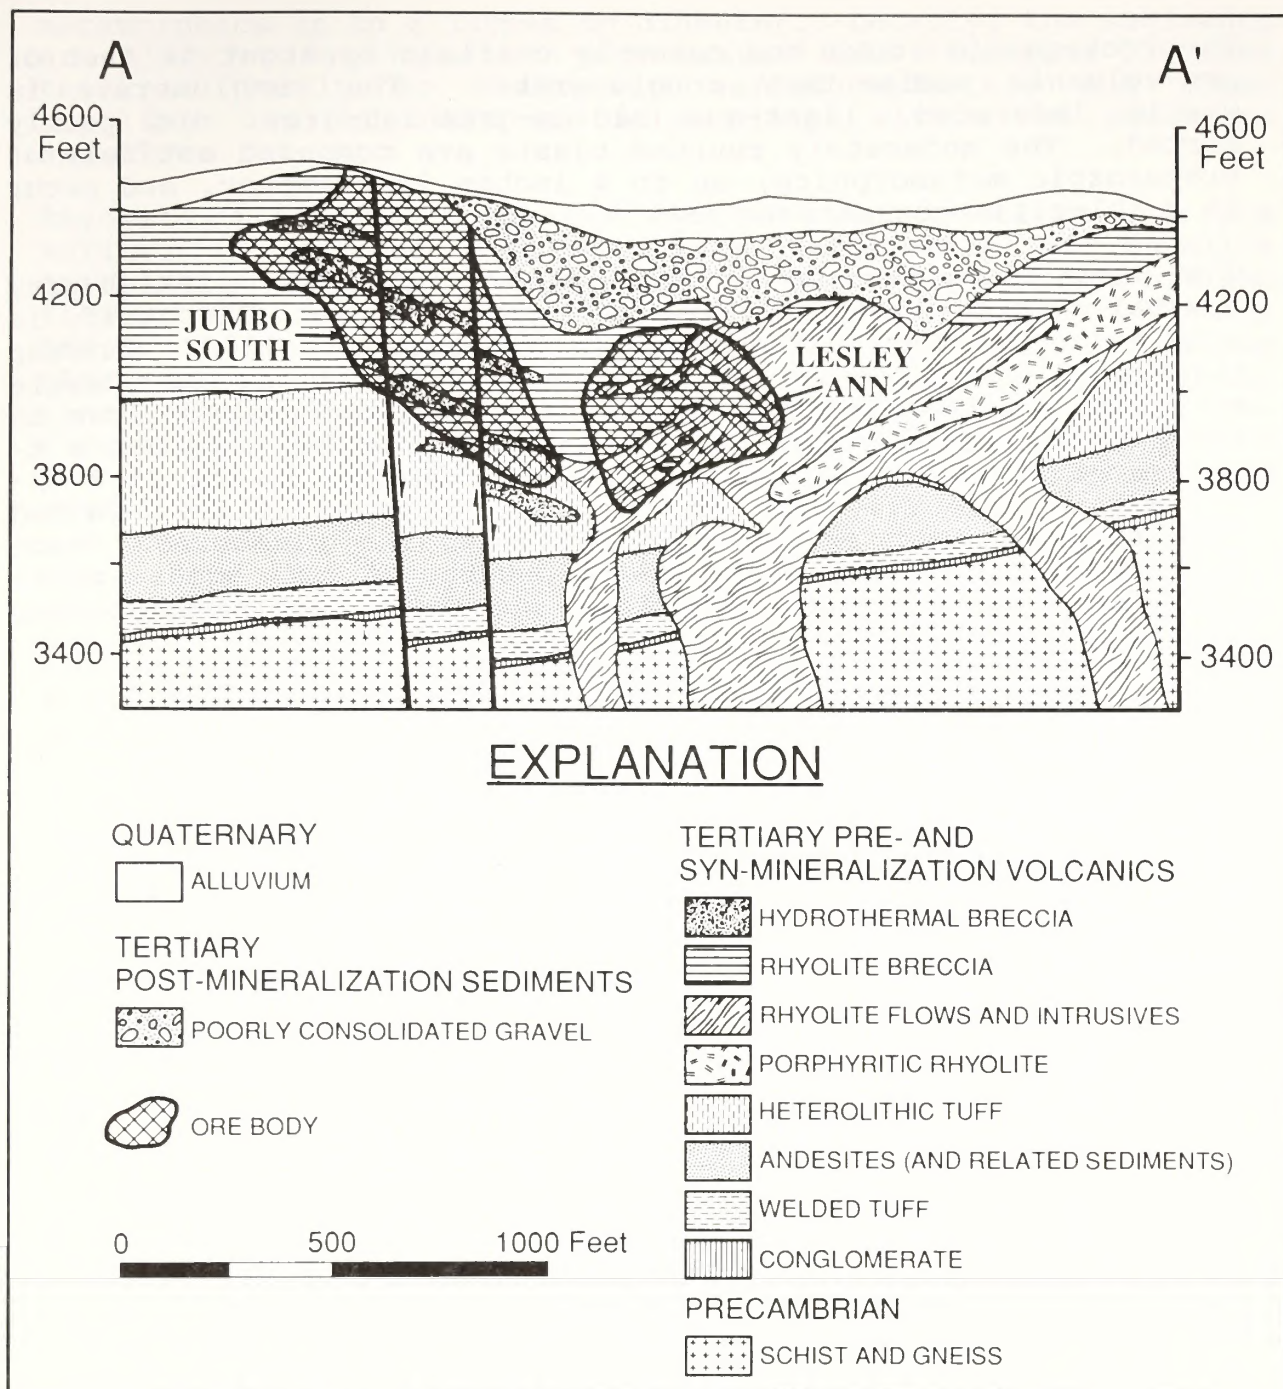 A
A'
4600
Feet
4600
Feet
4200
4200
JUMBO
SOUTH
LESLEY
ANN
3800
3800
3400
3400
EXPLANATION
QUATERNARY
ALLUVIUM
TERTIARY
POST-MINERALIZATION SEDIMENTS
POORLY CONSOLIDATED GRAVEL
ORE BODY
0 500 1000 Feet
TERTIARY PRE- AND
SYN-MINERALIZATION VOLCANICS
HYDROTHERMAL BRECCIA
RHYOLITE BRECCIA
RHYOLITE FLOWS AND INTRUSIVES
PORPHYRITIC RHYOLITE
HETEROLITHIC TUFF
ANDESITES (AND RELATED SEDIMENTS)
WELDED TUFF
CONGLOMERATE
PRECAMBRIAN
SCHIST AND GNEISS